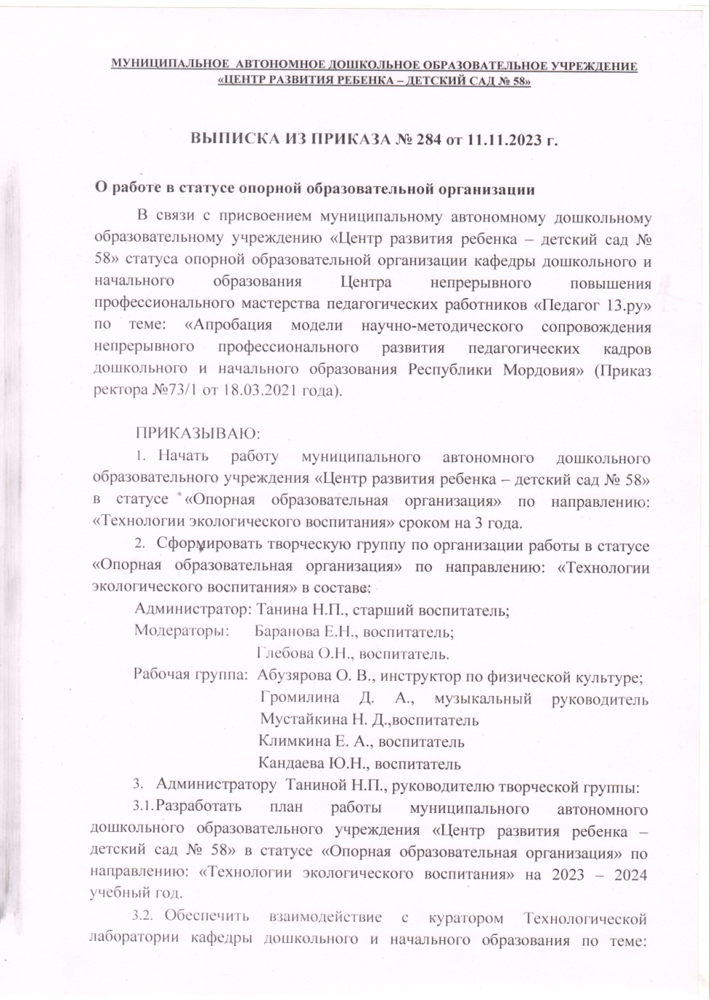 МУНИЦИПАЛЬНОЕ АВТОНОМНОЕ ДОШКОЛЬНОЕ ОБРАЗОВАТЕЛЬНОЕ УЧРЕЖДЕНИЕ
«ЦЕНТР РАЗВИТИЯ РЕБЕНКА – ДЕТСКИЙ САД № 58»
ВЫПИСКА ИЗ ПРИКАЗА № 284 от 11.11.2023 г.
О работе в статусе опорной образовательной организации
В связи с присвоением муниципальному автономному дошкольному
образовательному учреждению «Центр развития ребенка – детский сад №
58» статуса опорной образовательной организации кафедры дошкольного и
начального образования Центра непрерывного повышения
профессионального мастерства педагогических работников «Педагог 13.ру»
по теме: «Апробация модели научно-методического сопровождения
непрерывного профессионального развития педагогических кадров
дошкольного и начального образования Республики Мордовия» (Приказ
ректора №73/1 от 18.03.2021 года).
ПРИКАЗЫВАЮ:
1. Начать работу муниципального автономного дошкольного
образовательного учреждения «Центр развития ребенка – детский сад № 58»
в статусе «Опорная образовательная организация» по направлению:
«Технологии экологического воспитания» сроком на 3 года.
2. Сформировать творческую группу по организации работы в статусе
«Опорная образовательная организация» по направлению: «Технологии
экологического воспитания» в составе:
Администратор: Танина Н.П., старший воспитатель;
Модераторы: Баранова Е.Н., воспитатель;
Глебова О.Н., воспитатель.
Рабочая группа: Абузярова О. В., инструктор по физической культуре;
Громилина Д. А., музыкальный руководитель
Мустайкина Н. Д.,воспитатель
Климкина Е. А., воспитатель
Кандаева Ю.Н., воспитатель
3. Администратору Таниной Н.П., руководителю творческой группы:
3.1.Разработать план работы муниципального автономного
дошкольного образовательного учреждения «Центр развития ребенка –
детский сад № 58» в статусе «Опорная образовательная организация» по
направлению: «Технологии экологического воспитания» на 2023 – 2024
учебный год.
3.2. Обеспечить взаимодействие с куратором Технологической
лаборатории кафедры дошкольного и начального образования по теме: